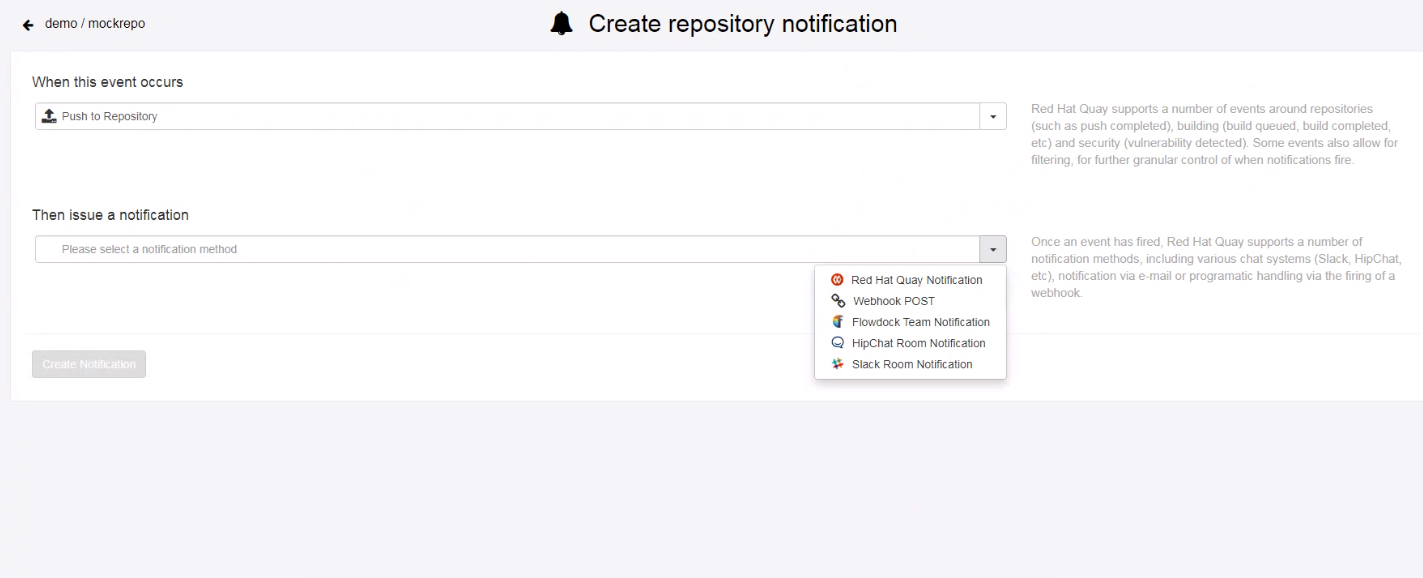 demo / mockrepo
Create repository notification
When this event occurs
Push to Repository
Red Hat Quay supports a number of events around repositories
(such as push completed), building (build queued, build completed,
etc) and security (vulnerability detected). Some events also allow for
filtering, for further granular control of when notifications fire.
Then issue a notification
Please select a notification method
Once an event has fired, Red Hat Quay supports a number of
notification methods, including various chat systems (Slack, HipChat,
etc), notification via e-mail or programatic handling via the firing of a
webhook.
Red Hat Quay Notification
Webhook POST
Flowdock Team Notification
HipChat Room Notification
Slack Room Notification
Create Notification